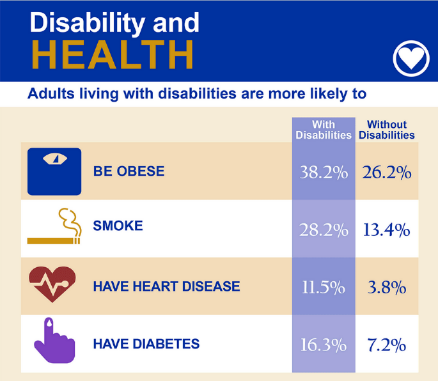 Disability and
HEALTH
Adults living with disabilities are more likely to
With Without
Disabilities Disabilities
BE OBESE 38.2% 26.2%
SMOKE 28.2% 13.4%
HAVE HEART DISEASE 11.5% 3.8%
HAVE DIABETES 16.3% 7.2%